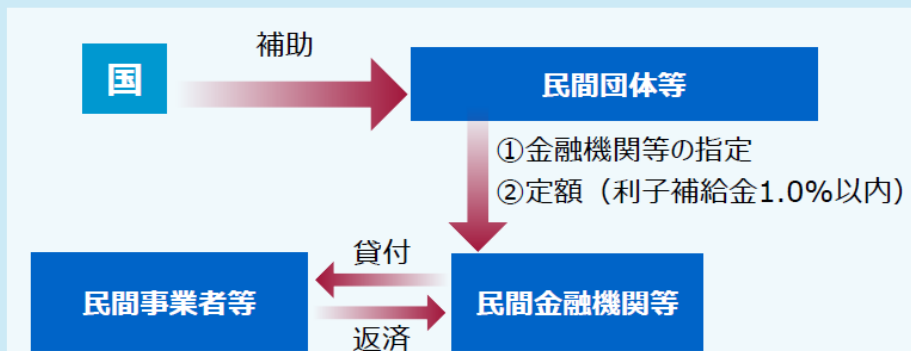 補助
国
民間団体等
①金融機関等の指定
②定額（利子補給金1.0%以内）
貸付
民間事業者等
民間金融機関等
返済